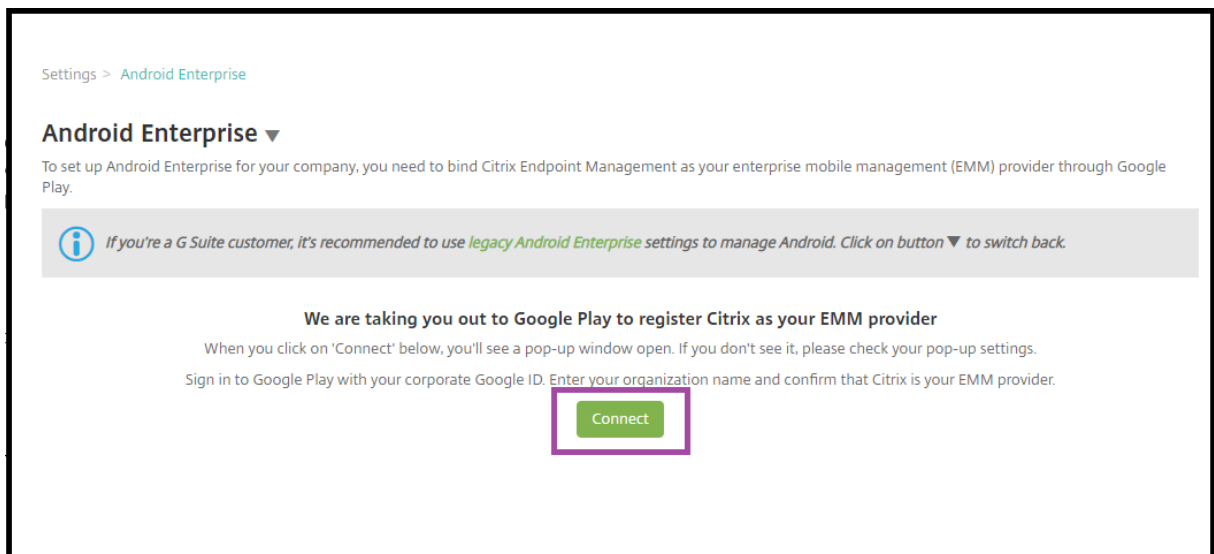 Settings > Android Enterprise
Android Enterprise ▼
To set up Android Enterprise for your company, you need to bind Citrix Endpoint Management as your enterprise mobile management (EMM) provider through Google
Play.
If you're a G Suite customer, it's recommended to use legacy Android Enterprise settings to manage Android. Click on button ▼ to switch back.
We are taking you out to Google Play to register Citrix as your EMM provider
When you click on 'Connect' below, you'll see a pop-up window open. If you don't see it, please check your pop-up settings.
Sign in to Google Play with your corporate Google ID. Enter your organization name and confirm that Citrix is your EMM provider.
Connect